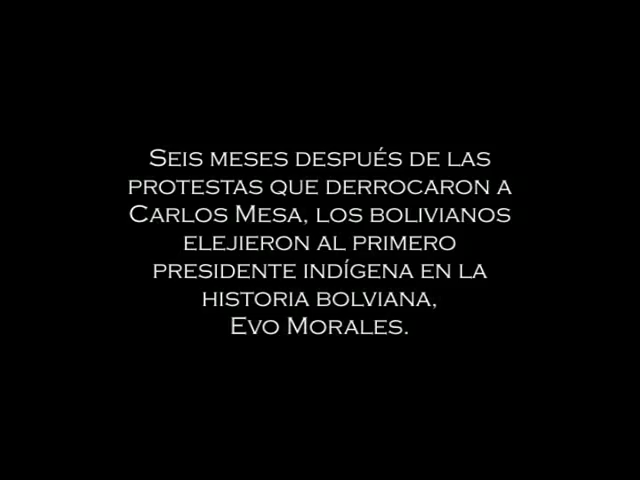 Seis meses después de las
protestas que derrocaron a
Carlos Mesa, los bolivianos
elejieron al primero
presidente indígena en la
historia bolviana,
Evo Morales.